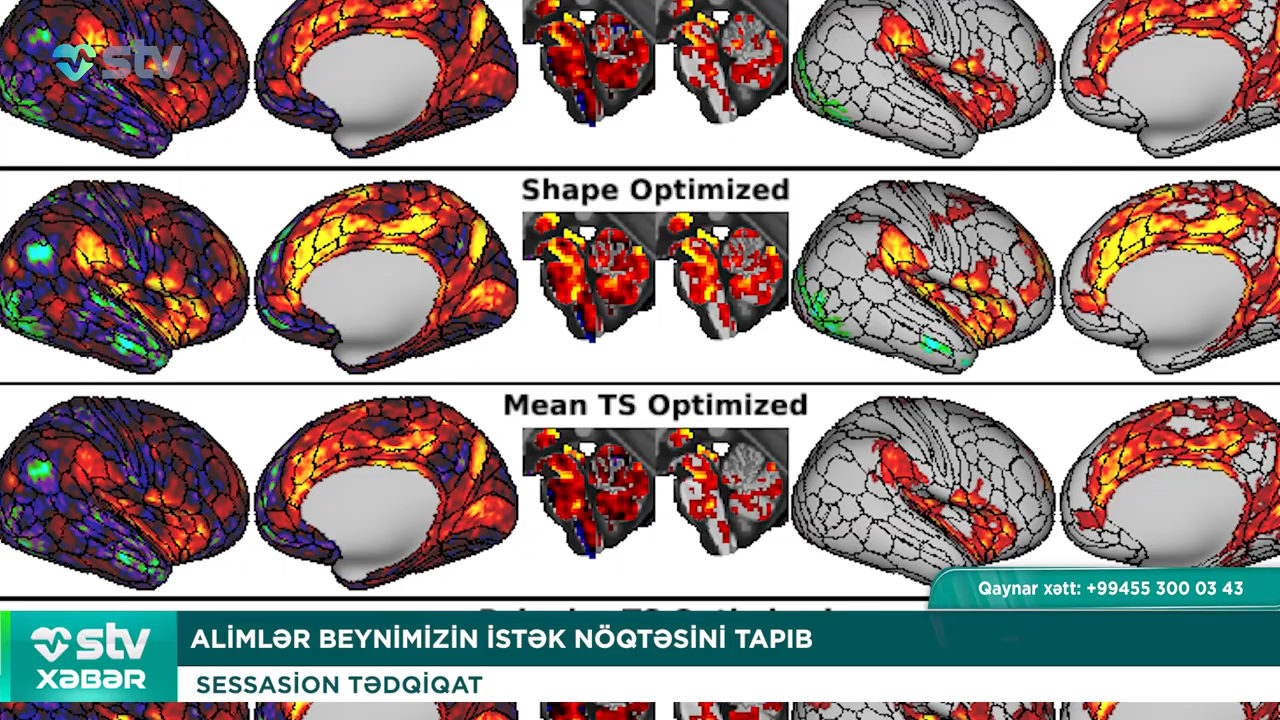 stv
Shape Optimized
Mean TS Optimized
Qaynar xətt: +99455 300 03 43
stv
XƏBƏR
ALİMLƏR BEYNİMİZİN İSTƏK NÖQTƏSİNİ TAPIB
SESSASİON TƏDQİQAT